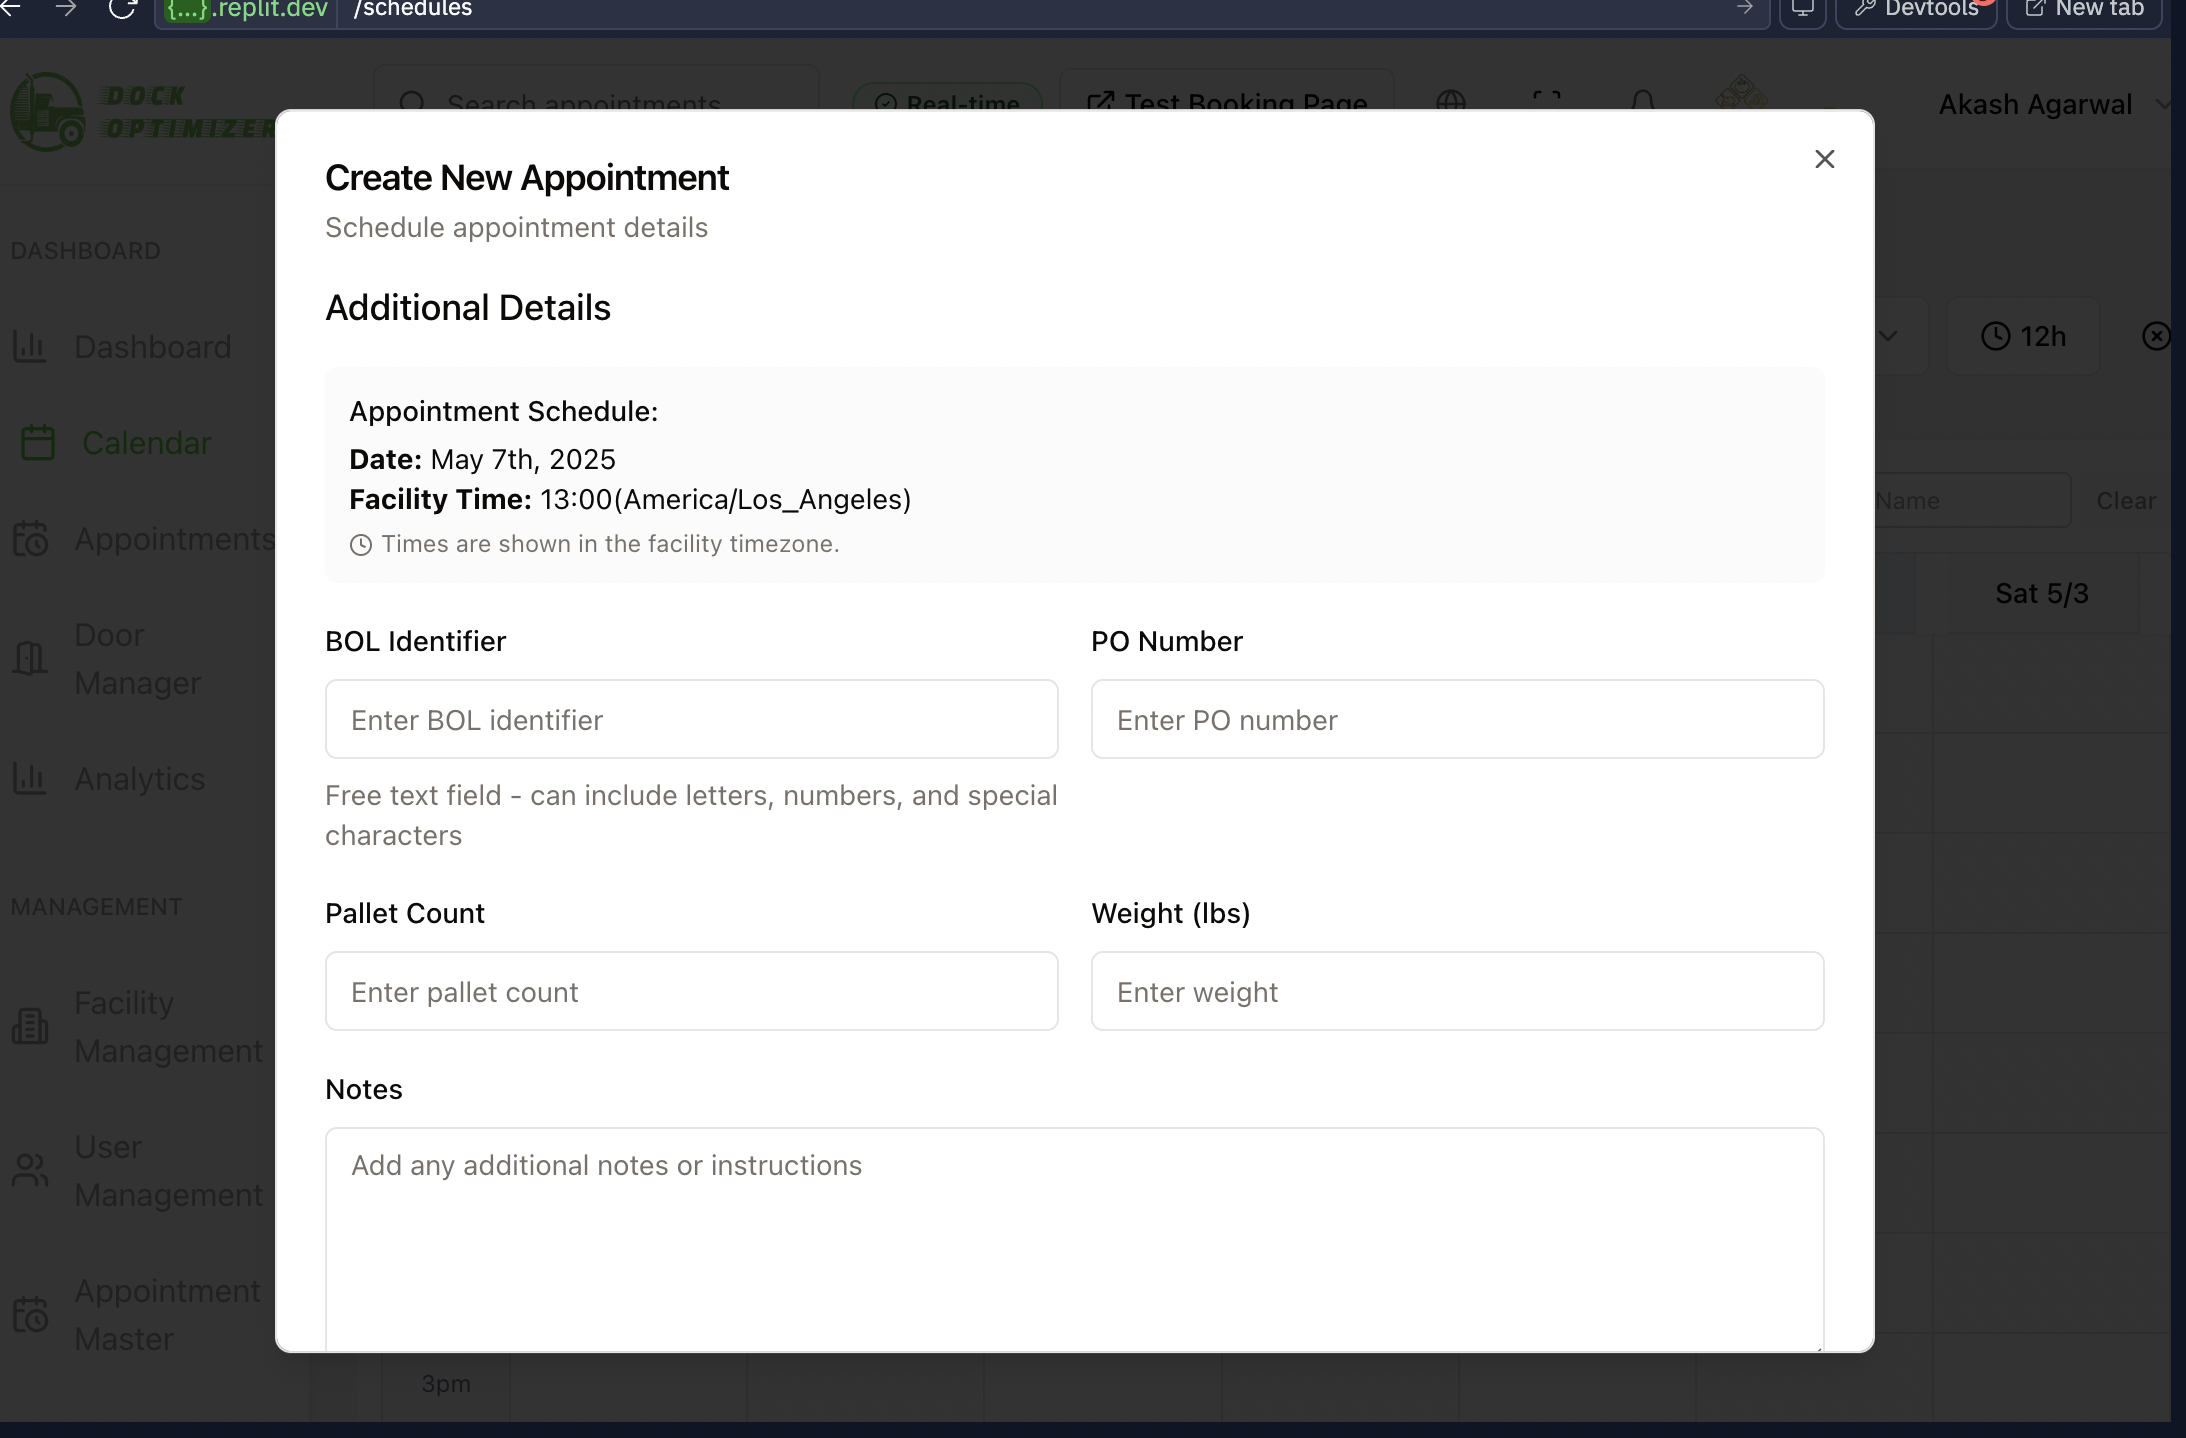 {...}.replit.dev /schedules
Devtools
New tab
DOCK
OPTIMIZER
Search appointments
Real-time
Test Booking Page
Akash Agarwal
DASHBOARD
Dashboard
Calendar
Appointments
Door
Manager
Analytics
MANAGEMENT
Facility
Management
User
Management
Appointment
Master
Create New Appointment
Schedule appointment details
Additional Details
Appointment Schedule:
Date: May 7th, 2025
Facility Time: 13:00(America/Los_Angeles)
Times are shown in the facility timezone.
BOL Identifier
PO Number
Enter BOL identifier
Enter PO number
Free text field - can include letters, numbers, and special
characters
Pallet Count
Weight (lbs)
Enter pallet count
Enter weight
Notes
Add any additional notes or instructions
12h
Name
Clear
Sat 5/3
3pm